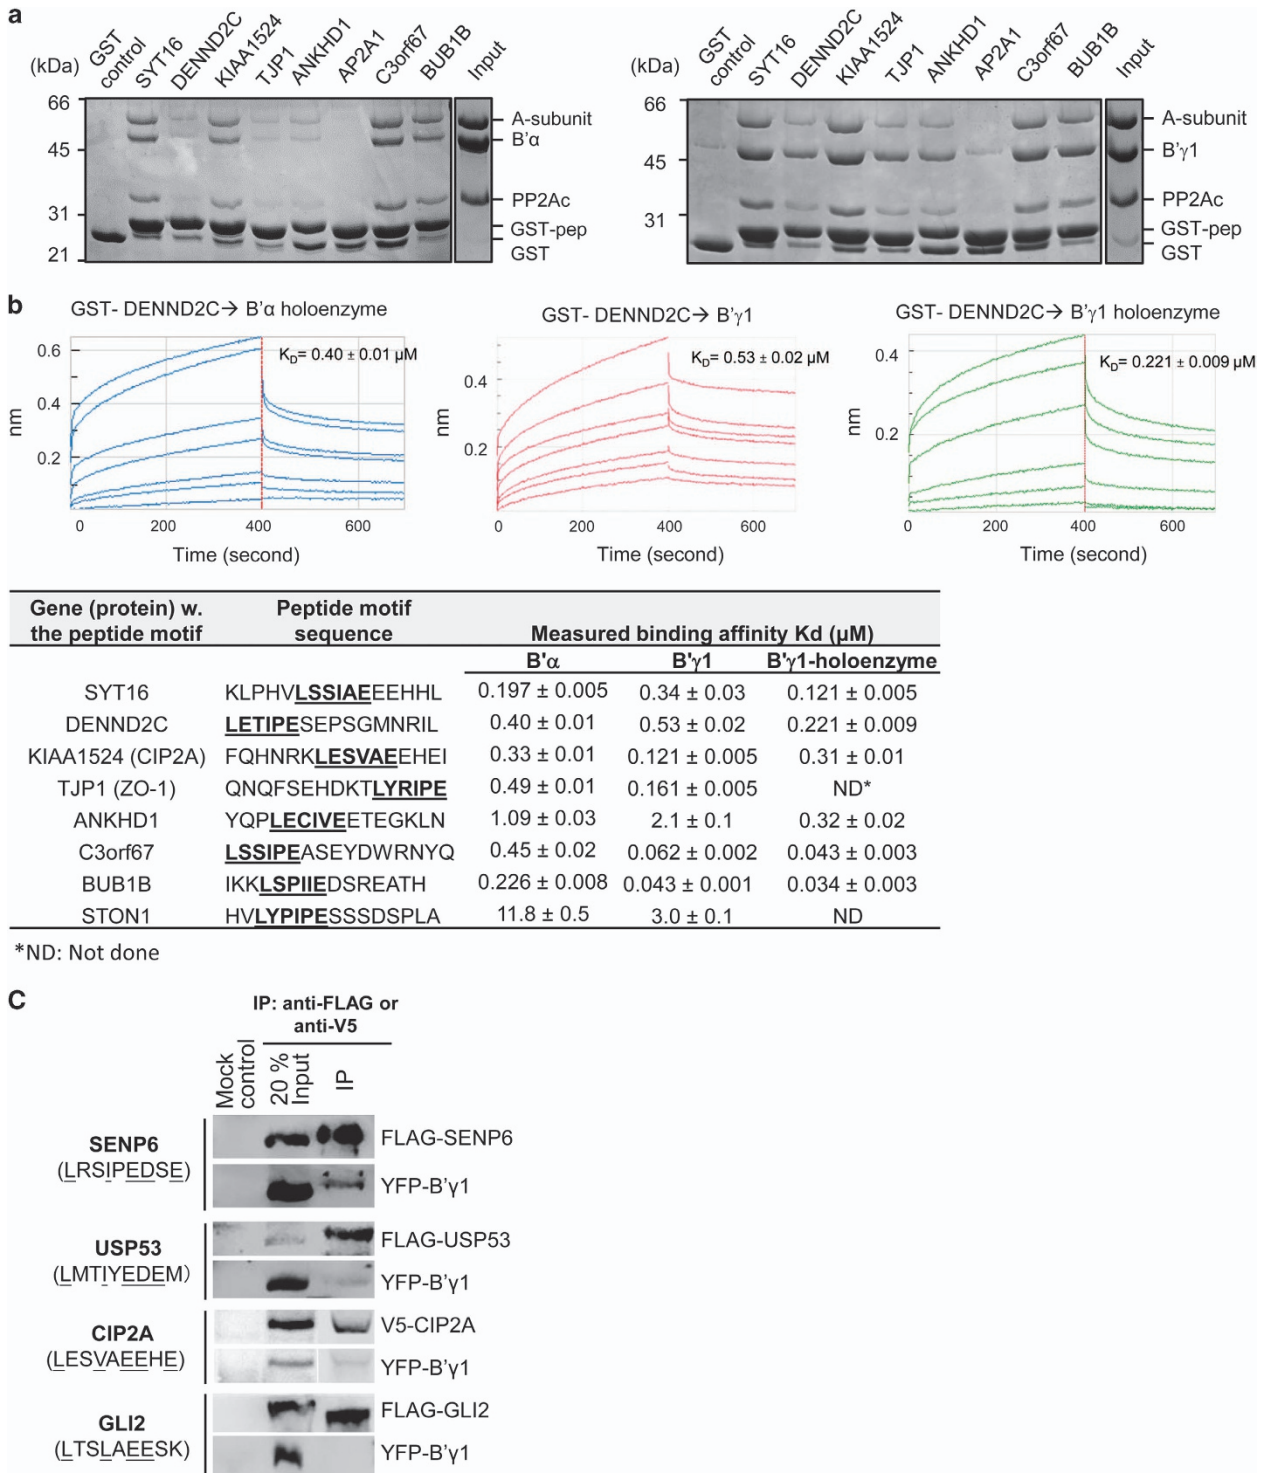 a
GST control SYT16 DENND2C KIAA1524 TJP1 ANKHD1 AP2A1 C3orf67 BUB1B Input
(kDa)
66
45
31
21
A-subunit
B'α
PP2Ac
GST-pep
GST
GST control SYT16 DENND2C KIAA1524 TJP1 ANKHD1 AP2A1 C3orf67 BUB1B Input
(kDa)
66
45
31
A-subunit
B'γ1
PP2Ac
GST-pep
GST
b
GST- DENND2C→ B'α holoenzyme
K_D= 0.40 ± 0.01 µM
nm
0.6
0.4
0.2
0 200 400 600
Time (second)
GST- DENND2C→ B'γ1
K_D= 0.53 ± 0.02 µM
nm
0.4
0.2
0 200 400 600
Time (second)
GST- DENND2C→ B'γ1 holoenzyme
K_D= 0.221 ± 0.009 µM
nm
0.4
0.2
0 200 400 600
Time (second)
Gene (protein) w. the peptide motif Peptide motif sequence Measured binding affinity Kd (µM)
B'α B'γ1 B'γ1-holoenzyme
SYT16 KLPHVLSSIAEEEHHL 0.197 ± 0.005 0.34 ± 0.03 0.121 ± 0.005
DENND2C LETIPESEPSGMNRIL 0.40 ± 0.01 0.53 ± 0.02 0.221 ± 0.009
KIAA1524 (CIP2A) FQHNRKLESVAEEHEI 0.33 ± 0.01 0.121 ± 0.005 0.31 ± 0.01
TJP1 (ZO-1) QNQFSEHDKTLYRIPE 0.49 ± 0.01 0.161 ± 0.005 ND*
ANKHD1 YQPLECIVEETEGKLN 1.09 ± 0.03 2.1 ± 0.1 0.32 ± 0.02
C3orf67 LSSIPEASEYDWRNYQ 0.45 ± 0.02 0.062 ± 0.002 0.043 ± 0.003
BUB1B IKKLSPIIEDSREATH 0.226 ± 0.008 0.043 ± 0.001 0.034 ± 0.003
STON1 HVLYPIPESSSDSPLA 11.8 ± 0.5 3.0 ± 0.1 ND
*ND: Not done
C
IP: anti-FLAG or
anti-V5
Mock control 20 % Input IP
SENP6
(LRSIPEDSE)
FLAG-SENP6
YFP-B'γ1
USP53
(LMTIYEDEM)
FLAG-USP53
YFP-B'γ1
CIP2A
(LESVAEEHE)
V5-CIP2A
YFP-B'γ1
GLI2
(LTSLAEESK)
FLAG-GLI2
YFP-B'γ1